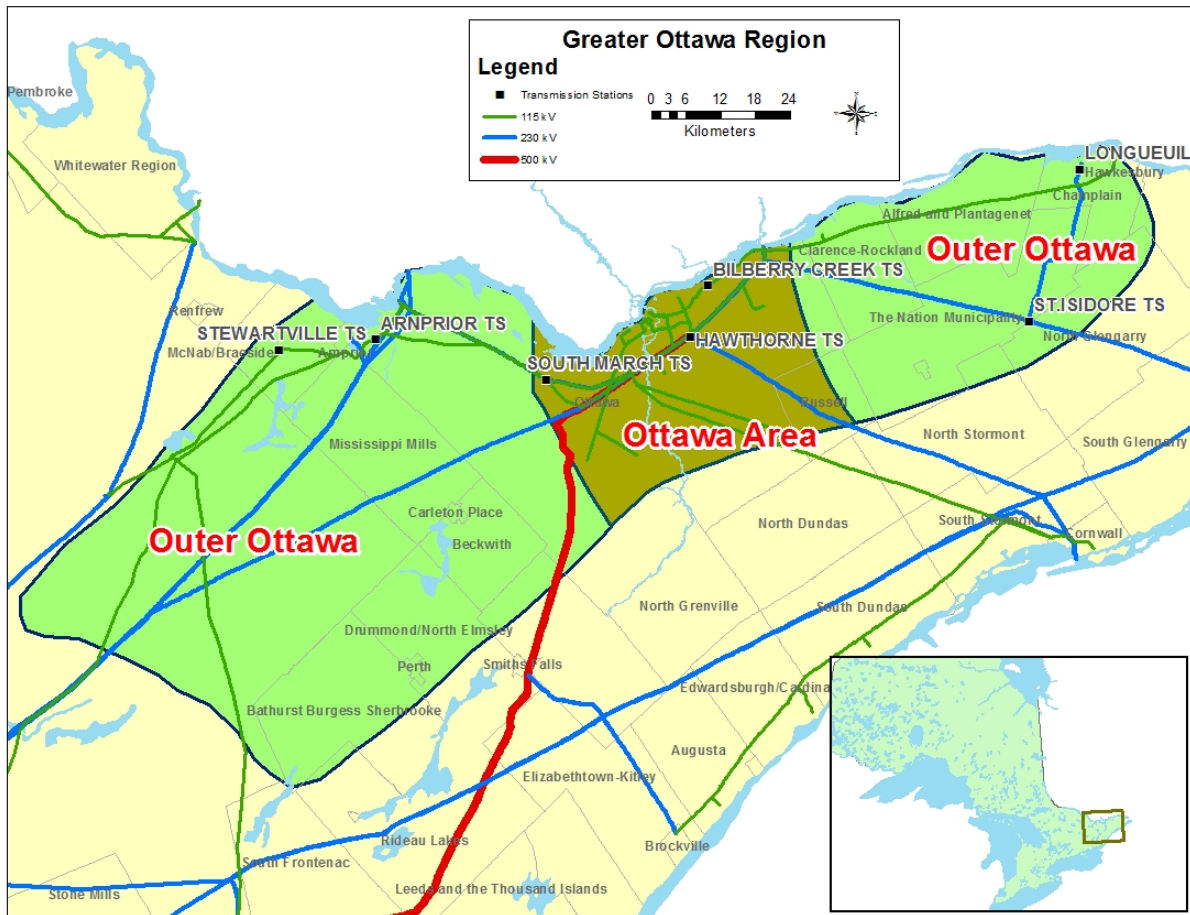 Greater Ottawa Region
Legend
Transmission Stations
115 kV
230 kV
500 kV
0 3 6 12 18 24
Kilometers
Pembroke
Whitewater Region
LONGUEUIL
Hawkesbury
Champlain
Alfred and Plantagenet
Clarence-Rockland
Outer Ottawa
BILBERRY CREEK TS
ST.ISIDORE TS
Renfrew
The Nation Municipality
STEWARTVILLE TS
ARNPRIOR TS
HAWTHORNE TS
North Glengarry
McNab/Braeside
Arnprior
SOUTH MARCH TS
Ottawa
Russell
Ottawa Area
North Stormont
South Glengarry
Mississippi Mills
Carleton Place
Outer Ottawa
Beckwith
North Dundas
South Stormont
Cornwall
North Grenville
South Dundas
Drummond/North Elmsley
Perth
Smiths Falls
Edwardsburgh/Cardina
Bathurst Burgess Sherbrooke
Augusta
Elizabethtown-Kitley
Rideau Lakes
Brockville
South Frontenac
Stone Mills
Leeds and the Thousand Islands